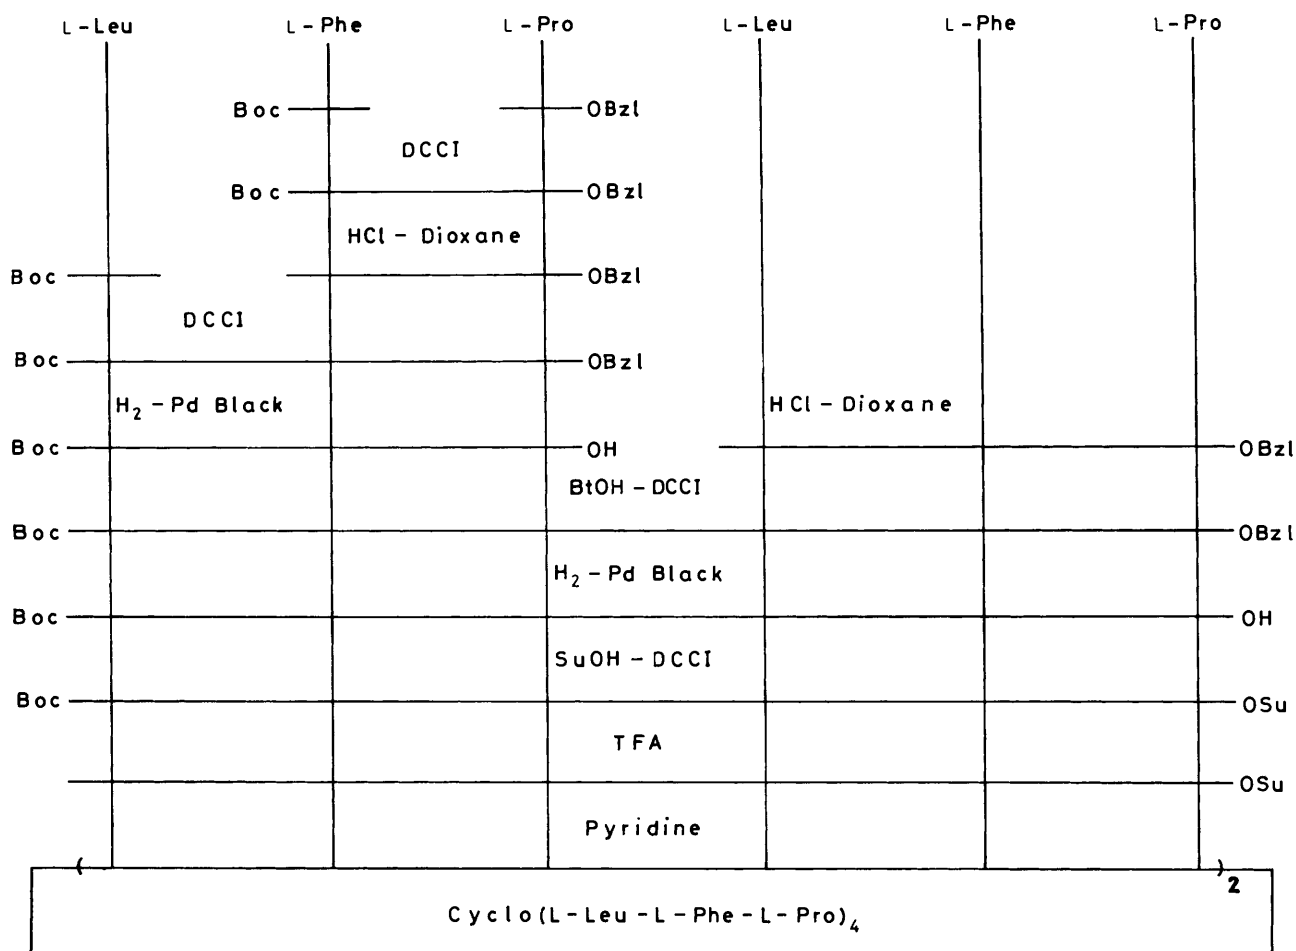 L-Leu L-Phe L-Pro L-Leu L-Phe L-Pro
Boc OBzl
DCCI
Boc OBzl
HCl-Dioxane
Boc OBzl
DCCI
Boc OBzl
H₂-Pd Black HCl-Dioxane
Boc OH OBzl
BtOH-DCCI
Boc OBzl
H₂-Pd Black
Boc OH
SuOH-DCCI
Boc OSu
TFA
OSu
Pyridine
( )₂
Cyclo(L-Leu-L-Phe-L-Pro)₄